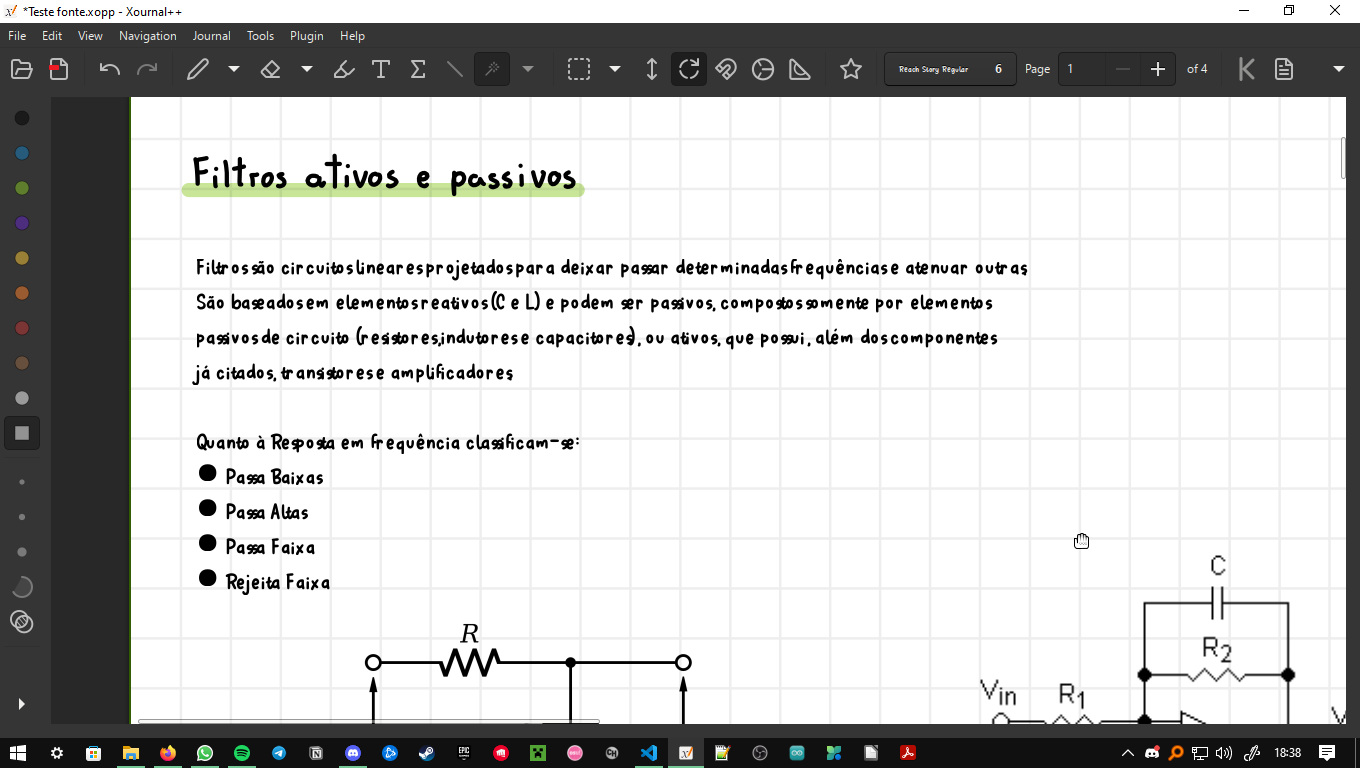 *Teste fonte.xopp - Xournal++
File Edit View Navigation Journal Tools Plugin Help
Reach Story Regular 6 Page 1 of 4
Filtros ativos e passivos
Filtros são circuitos lineares projetados para deixar passar determinadas frequências e atenuar outras.
São baseados em elementos reativos (C e L) e podem ser passivos, compostos somente por elementos
passivos de circuito (resistores, indutores e capacitores), ou ativos, que possui, além dos componentes
já citados, transistores e amplificadores.
Quanto à Resposta em frequência classificam-se:
Passa Baixas
Passa Altas
Passa Faixa
Rejeita Faixa
C
R
R2
Vin R1
V
18:38